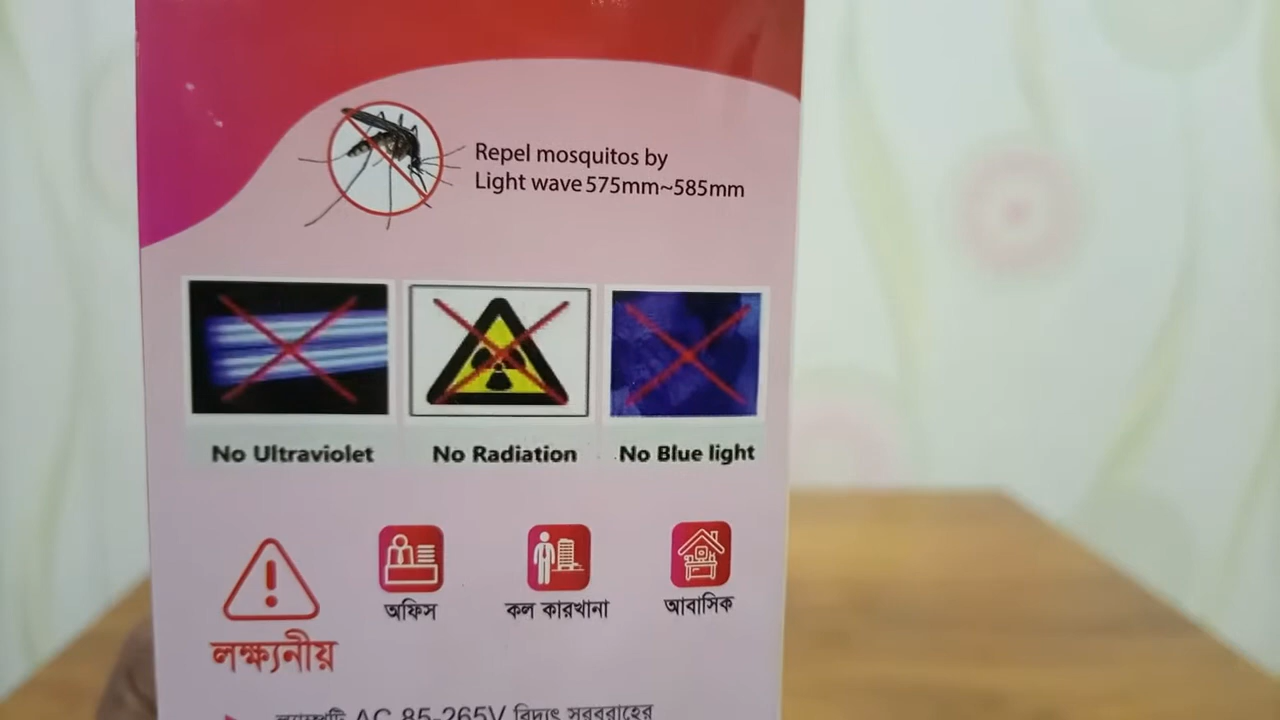 Repel mosquitos by
Light wave 575mm~585mm
No Ultraviolet
No Radiation
No Blue light
অফিস
কল কারখানা
আবাসিক
লক্ষ্যনীয়
AC 85-265V বিদ্যুৎ সরবরাহের